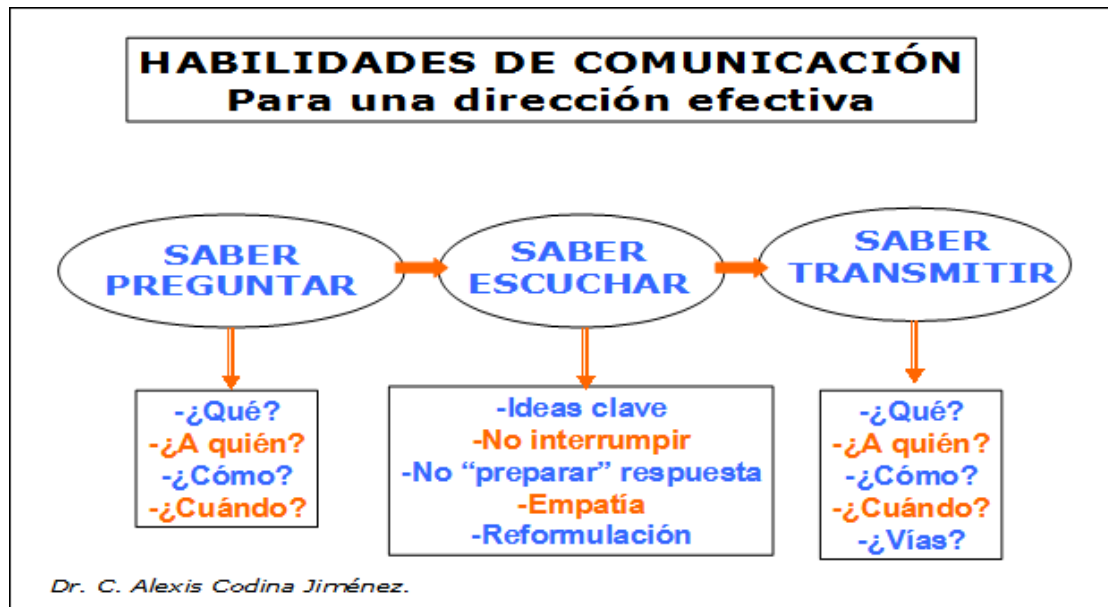 HABILIDADES DE COMUNICACIÓN
Para una dirección efectiva
SABER
PREGUNTAR
SABER
ESCUCHAR
SABER
TRANSMITIR
-¿Qué?
-¿A quién?
-¿Cómo?
-¿Cuándo?
-Ideas clave
-No interrumpir
-No “preparar” respuesta
-Empatía
-Reformulación
-¿Qué?
-¿A quién?
-¿Cómo?
-¿Cuándo?
-¿Vías?
Dr. C. Alexis Codina Jiménez.